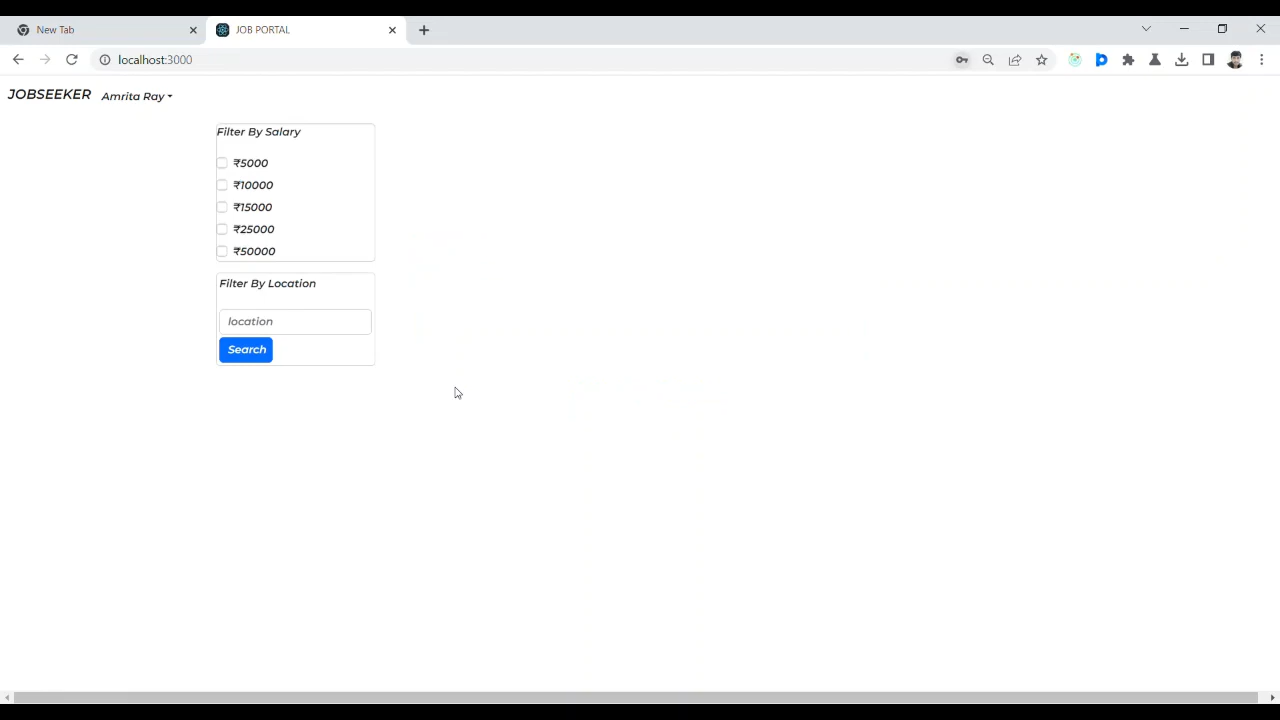 New Tab
JOB PORTAL
localhost:3000
JOBSEEKER
Amrita Ray
Filter By Salary
₹5000
₹10000
₹15000
₹25000
₹50000
Filter By Location
location
Search